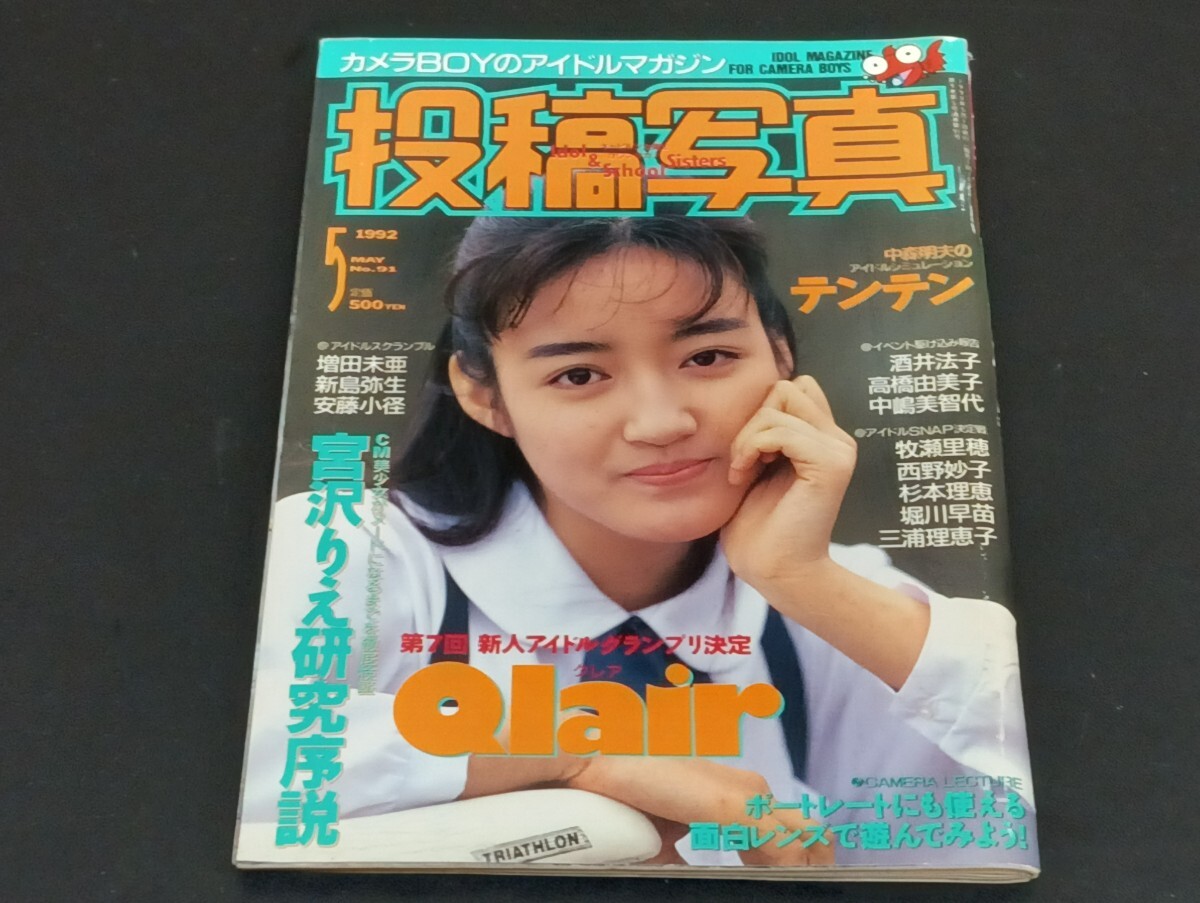 カメラBOYのアイドルマガジン
IDOL MAGAZINE
FOR CAMERA BOYS
投稿写真
Idol
&
School
Sisters
5
1992
MAY
No.91
定価
500YEN
中森明夫の
アイドルシミュレーション
テンテン
アイドルスクランブル
増田未亜
新島弥生
安藤小径
イベント駆け込み報告
酒井法子
高橋由美子
中嶋美智代
アイドルSNAP決定戦
牧瀬里穂
西野妙子
杉本理恵
堀川早苗
三浦理恵子
宮沢りえ研究序説
第7回 新人アイドルグランプリ決定
クレア
Qlair
CAMERA LECTURE
ポートレートにも使える
面白レンズで遊んでみよう!
TRIATHLON